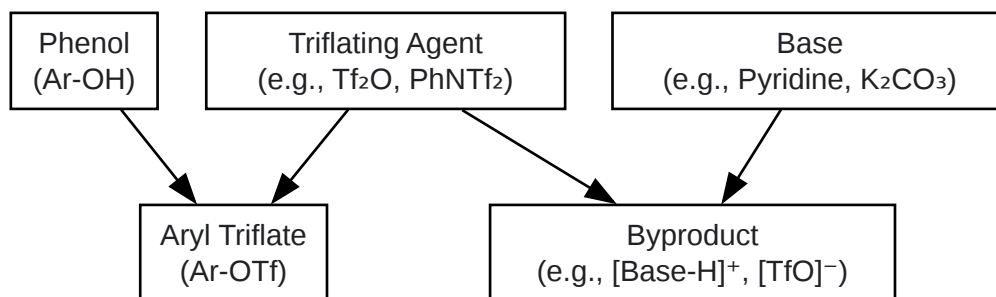 Phenol
(Ar-OH)
Triflating Agent
(e.g., Tf₂O, PhNTf₂)
Base
(e.g., Pyridine, K₂CO₃)
Aryl Triflate
(Ar-OTf)
Byproduct
(e.g., [Base-H]⁺, [TfO]⁻)